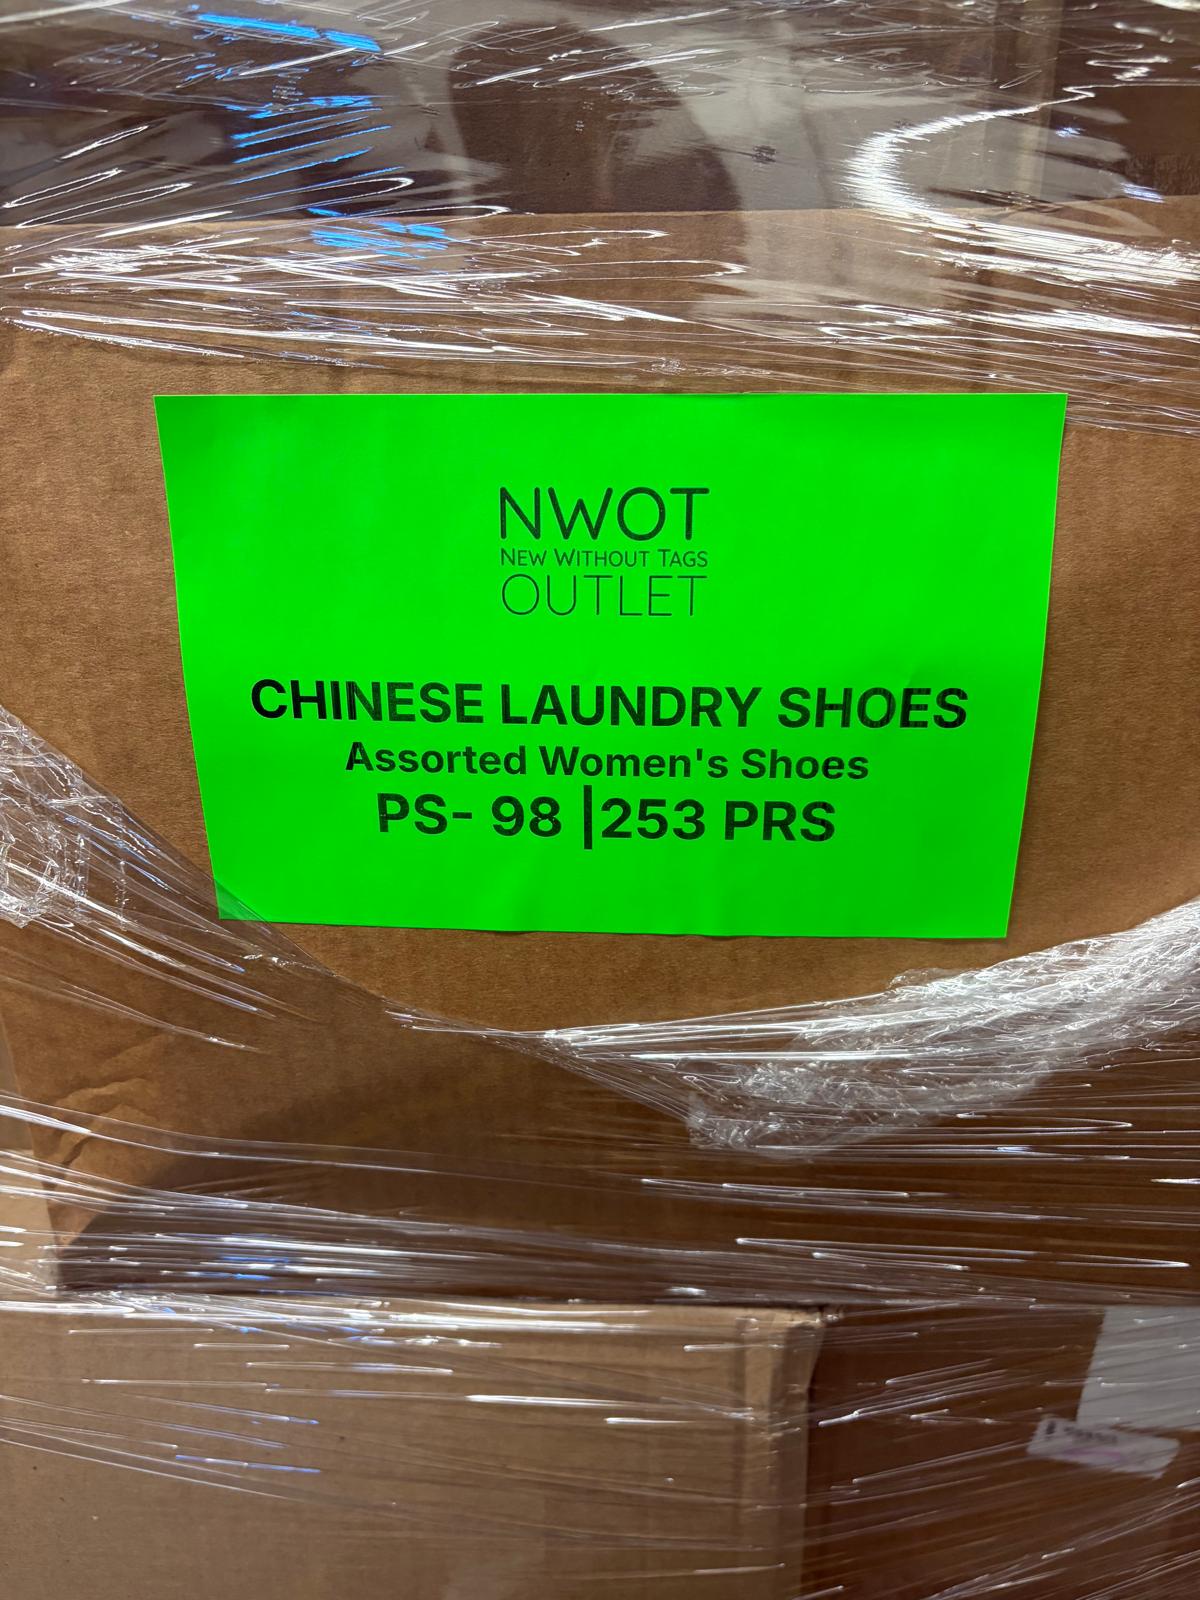 NWOT
NEW WITHOUT TAGS
OUTLET
CHINESE LAUNDRY SHOES
Assorted Women's Shoes
PS- 98 |253 PRS